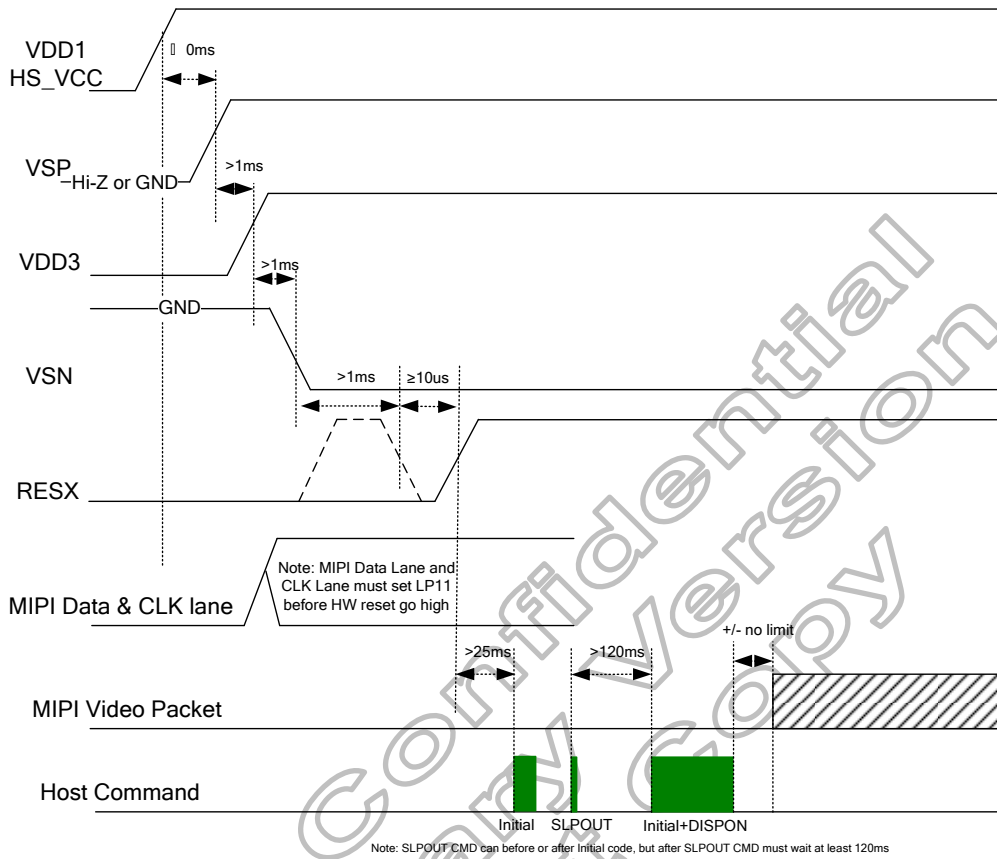 VDD1
HS_VCC
0ms
VSP
Hi-Z or GND
>1ms
VDD3
>1ms
GND
VSN
>1ms
≥10us
RESX
MIPI Data & CLK lane
Note: MIPI Data Lane and
CLK Lane must set LP11
before HW reset go high
+/- no limit
>25ms
>120ms
MIPI Video Packet
Host Command
Initial
SLPOUT
Initial+DISPON
Note: SLPOUT CMD can before or after Initial code, but after SLPOUT CMD must wait at least 120ms
Confidential
Version
Copy